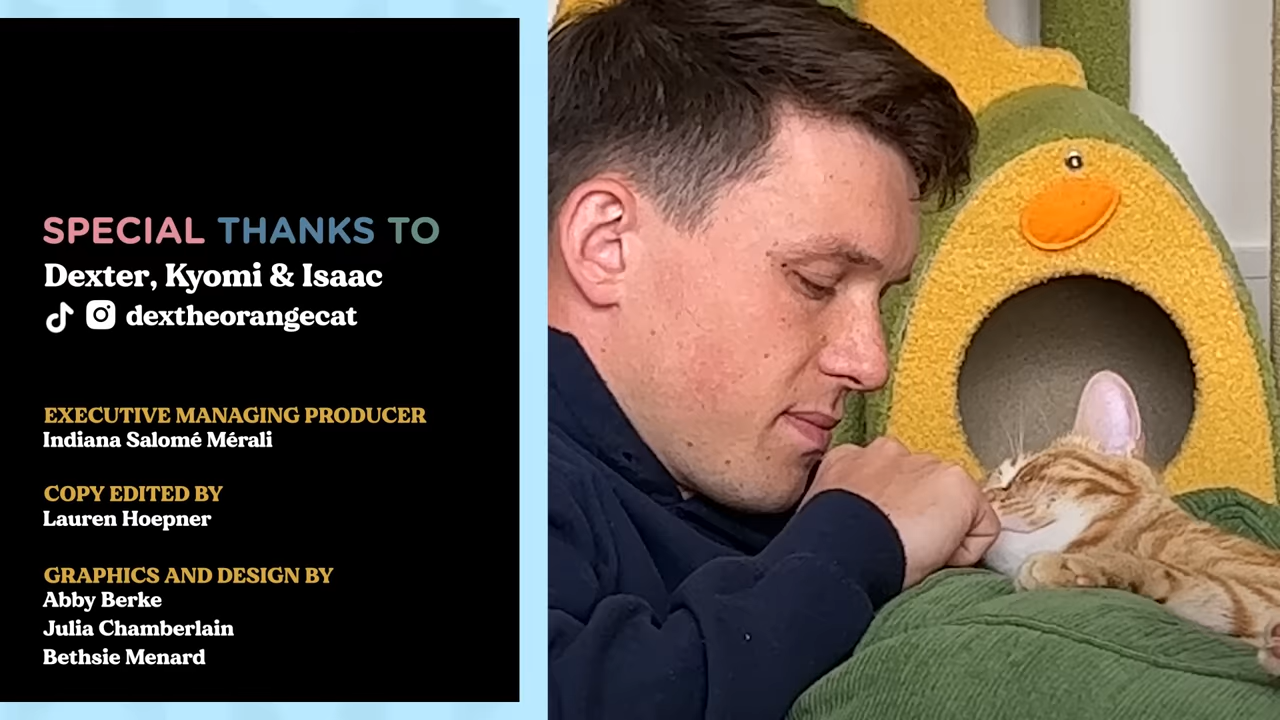 SPECIAL THANKS TO
Dexter, Kyomi & Isaac
dextheorangecat
EXECUTIVE MANAGING PRODUCER
Indiana Salomé Mérali
COPY EDITED BY
Lauren Hoepner
GRAPHICS AND DESIGN BY
Abby Berke
Julia Chamberlain
Bethsie Menard